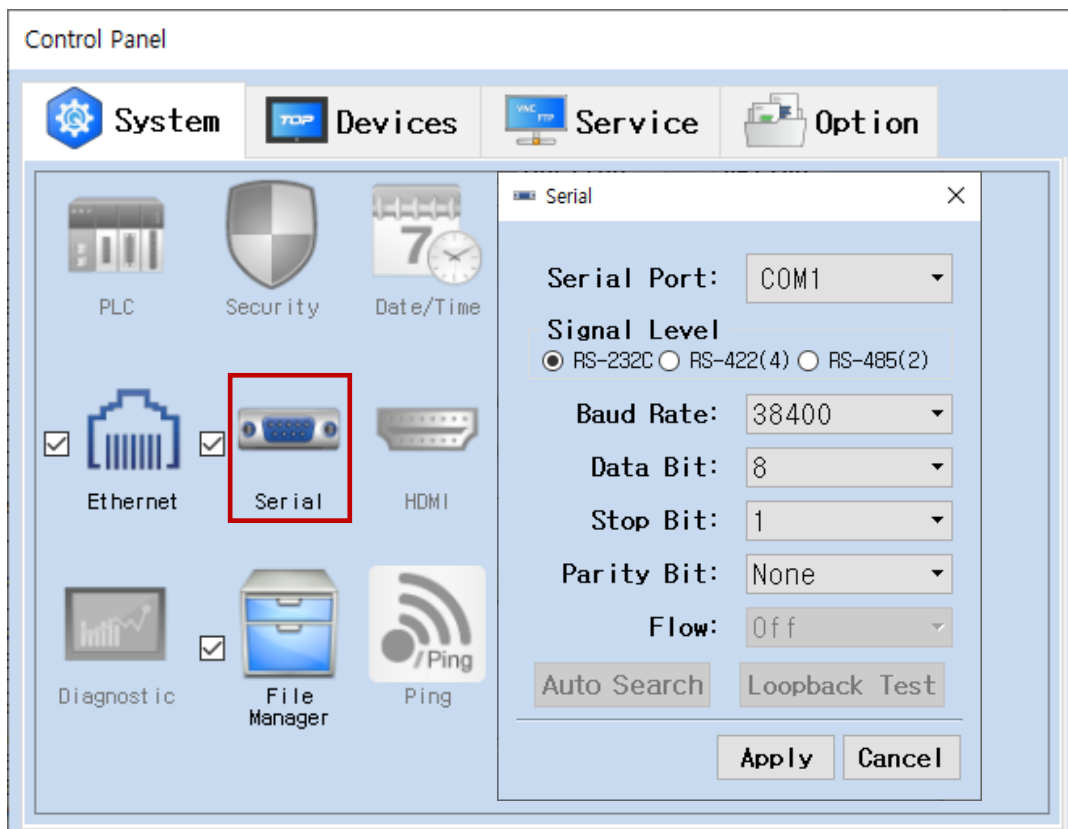 Control Panel
System
TOP
Devices
VNC
FTP
Service
Option
PLC
Security
7
Date/Time
Ethernet
Serial
HDMI
Diagnostic
File
Manager
/Ping
Ping
Serial
Serial Port: COM1
Signal Level
RS-232C RS-422(4) RS-485(2)
Baud Rate: 38400
Data Bit: 8
Stop Bit: 1
Parity Bit: None
Flow: Off
Auto Search Loopback Test
Apply Cancel